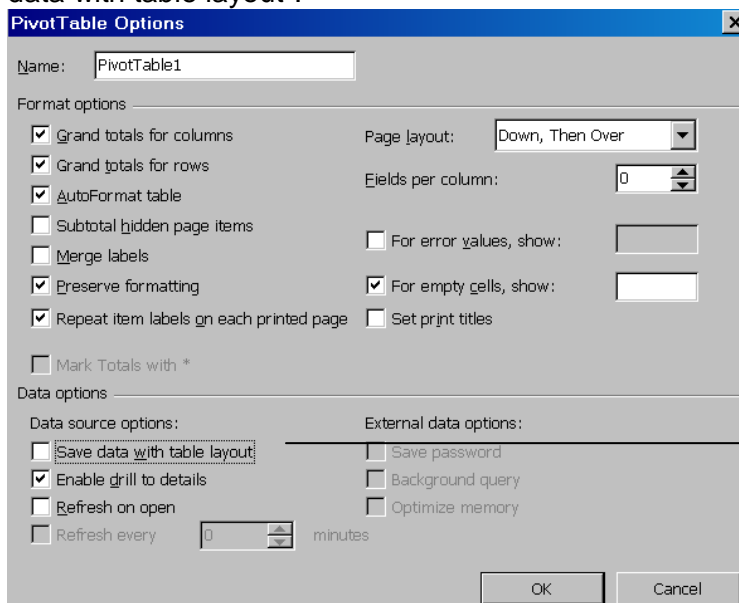 data with table layout".
PivotTable Options
Name: PivotTable1
Format options
Grand totals for columns
Page layout: Down, Then Over
Grand totals for rows
Fields per column: 0
AutoFormat table
Subtotal hidden page items
For error values, show:
Merge labels
Preserve formatting
For empty cells, show:
Repeat item labels on each printed page
Set print titles
Mark Totals with *
Data options
Data source options:
External data options:
Save data with table layout
Save password
Enable drill to details
Background query
Refresh on open
Optimize memory
Refresh every 0 minutes
OK Cancel